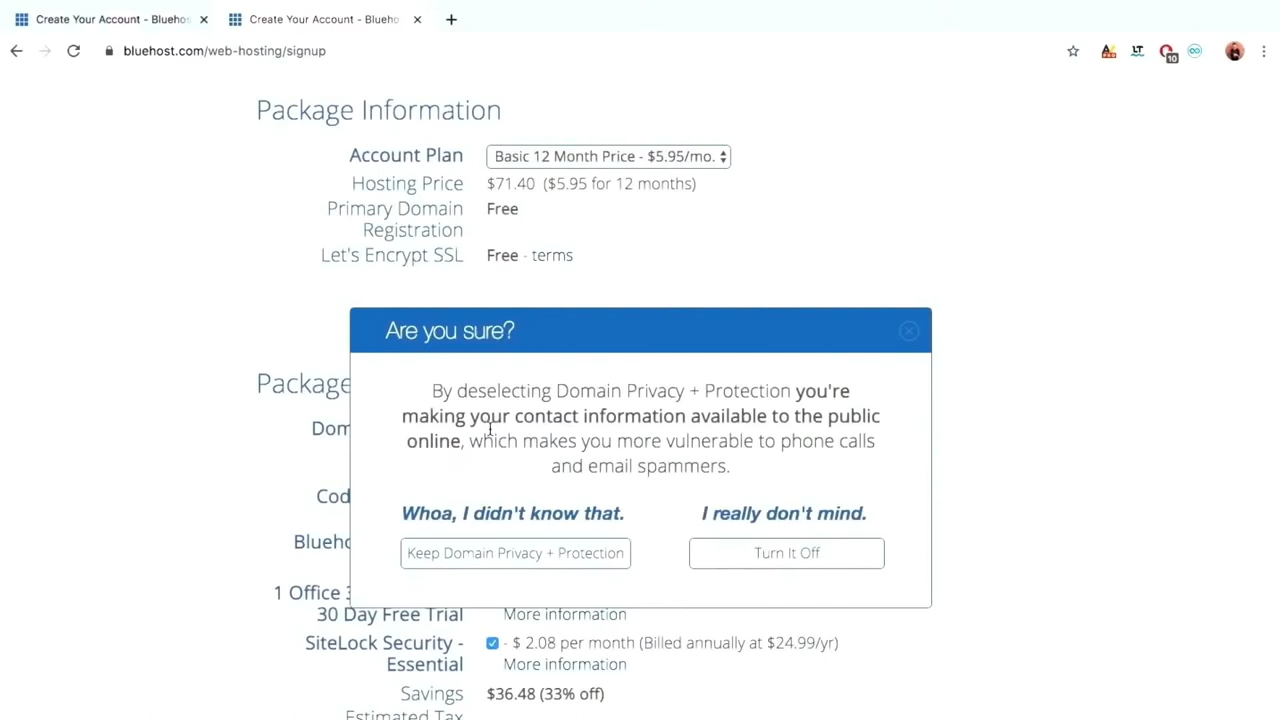 Create Your Account - Bluehos
Create Your Account - Blueho
bluehost.com/web-hosting/signup
LT
10
Package Information
Account Plan
Basic 12 Month Price - $5.95/mo.
Hosting Price
$71.40 ($5.95 for 12 months)
Primary Domain
Registration
Free
Let's Encrypt SSL
Free - terms
Are you sure?
Package
By deselecting Domain Privacy + Protection you're
making your contact information available to the public
online, which makes you more vulnerable to phone calls
and email spammers.
Dom
Cod
Whoa, I didn't know that.
I really don't mind.
Blueho
Keep Domain Privacy + Protection
Turn It Off
1 Office 3
30 Day Free Trial
More information
SiteLock Security -
Essential
- $ 2.08 per month (Billed annually at $24.99/yr)
More information
Savings
$36.48 (33% off)
Estimated Tax